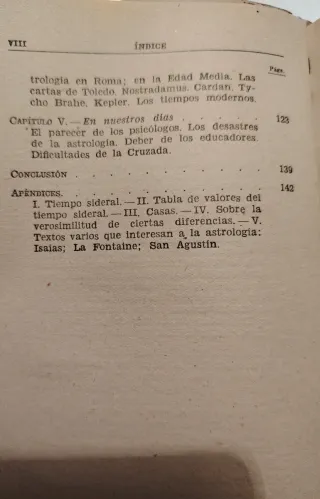 VIII ÍNDICE
Págs.
trología en Roma; en la Edad Media. Las
cartas de Toledo. Nostradamus. Cardan. Ty-
cho Brahe. Kepler. Los tiempos modernos.
CAPÍTULO V. — En nuestros días . . . . . . . . . 123
El parecer de los psicólogos. Los desastres
de la astrología. Deber de los educadores.
Dificultades de la Cruzada.
CONCLUSIÓN . . . . . . . . . . . . . . . 139
APÉNDICES. . . . . . . . . . . . . . . . 142
I. Tiempo sideral. — II. Tabla de valores del
tiempo sideral. — III, Casas. — IV. Sobre la
verosimilitud de ciertas diferencias. — V.
Textos varios que interesan a la astrología:
Isaías; La Fontaine; San Agustín.